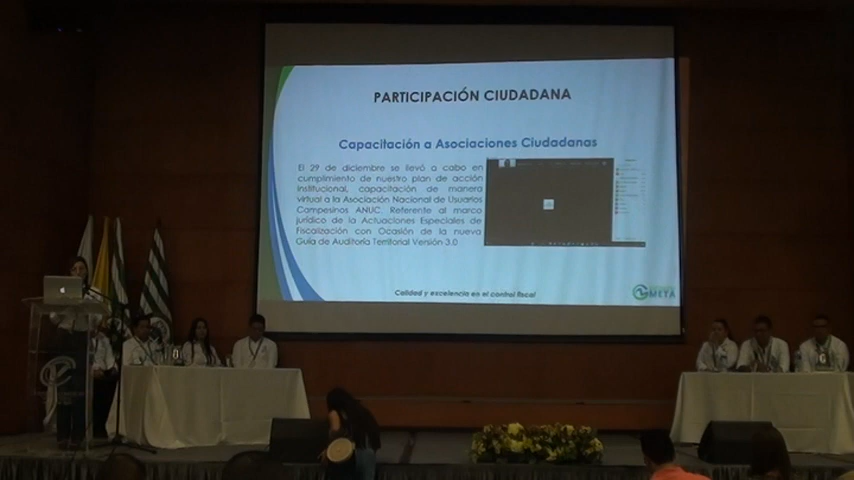 PARTICIPACIÓN CIUDADANA
Capacitación a Asociaciones Ciudadanas
El 29 de diciembre se llevó a cabo en
cumplimiento de nuestro plan de acción
institucional, capacitación de manera
virtual a la Asociación Nacional de Usuarios
Campesinos ANUC. Referente al marco
jurídico de la Actuaciones Especiales de
Fiscalización con Ocasión de la nueva
Guía de Auditoría Territorial Versión 3.0
Calidad y excelencia en el control fiscal
META